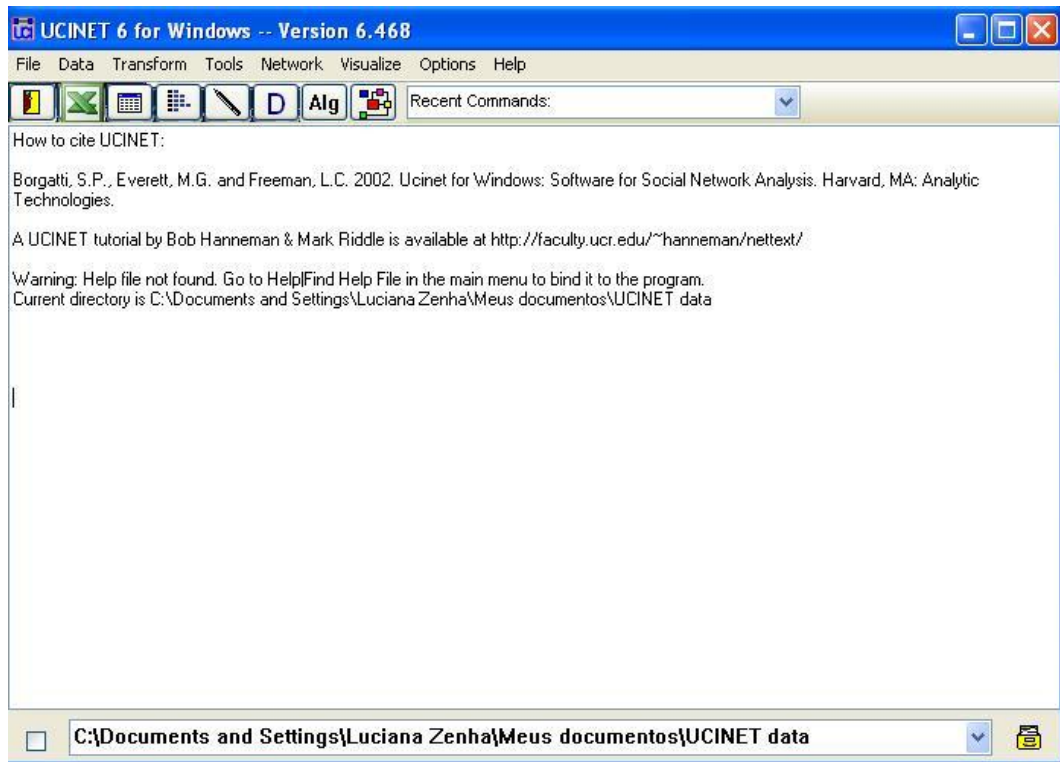 UCINET 6 for Windows -- Version 6.468
File Data Transform Tools Network Visualize Options Help
D Alg Recent Commands:
How to cite UCINET:
Borgatti, S.P., Everett, M.G. and Freeman, L.C. 2002. Ucinet for Windows: Software for Social Network Analysis. Harvard, MA: Analytic
Technologies.
A UCINET tutorial by Bob Hanneman & Mark Riddle is available at http://faculty.ucr.edu/~hanneman/nettext/
Warning: Help file not found. Go to Help|Find Help File in the main menu to bind it to the program.
Current directory is C:\Documents and Settings\Luciana Zenha\Meus documentos\UCINET data
C:\Documents and Settings\Luciana Zenha\Meus documentos\UCINET data